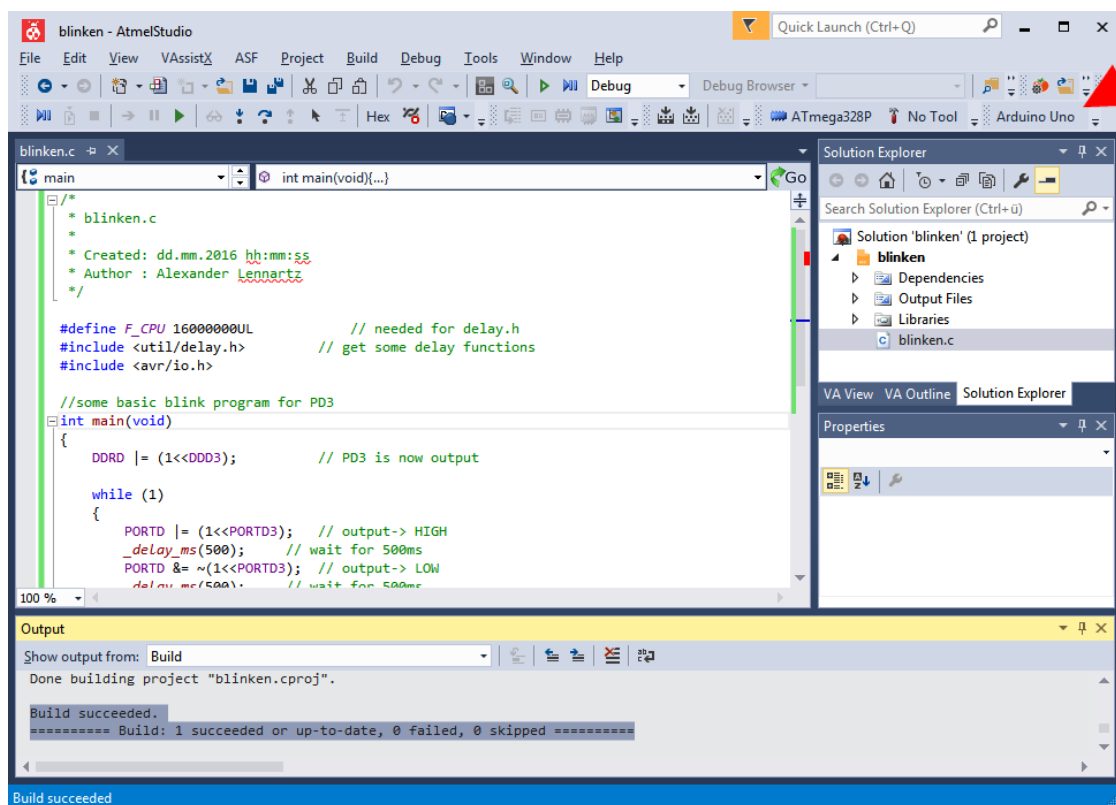 blinken - AtmelStudio
Quick Launch (Ctrl+Q)
File Edit View VAssistX ASF Project Build Debug Tools Window Help
Debug Debug Browser
Hex ATmega328P No Tool Arduino Uno
blinken.c
main int main(void){...} Go
/*
* blinken.c
*
* Created: dd.mm.2016 hh:mm:ss
* Author : Alexander Lennartz
*/
#define F_CPU 16000000UL // needed for delay.h
#include <util/delay.h> // get some delay functions
#include <avr/io.h>
//some basic blink program for PD3
int main(void)
{
DDRD |= (1<<DDD3); // PD3 is now output
while (1)
{
PORTD |= (1<<PORTD3); // output-> HIGH
_delay_ms(500); // wait for 500ms
PORTD &= ~(1<<PORTD3); // output-> LOW
_delay_ms(500); // wait for 500ms
100 %
Solution Explorer
Search Solution Explorer (Ctrl+ü)
Solution 'blinken' (1 project)
blinken
Dependencies
Output Files
Libraries
blinken.c
VA View VA Outline Solution Explorer
Properties
Output
Show output from: Build
Done building project "blinken.cproj".
Build succeeded.
========== Build: 1 succeeded or up-to-date, 0 failed, 0 skipped ==========
Build succeeded